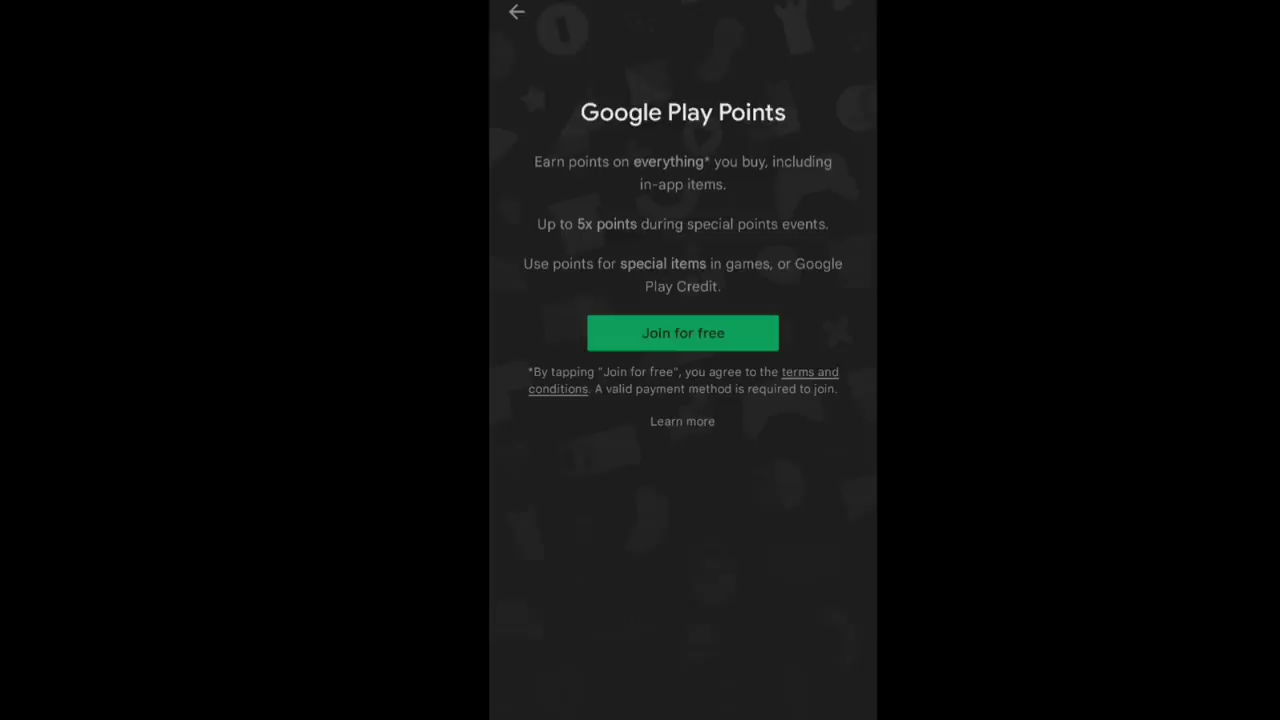 Google Play Points
Earn points on everything* you buy, including
in-app items.
Up to 5x points during special points events.
Use points for special items in games, or Google
Play Credit.
Join for free
*By tapping "Join for free", you agree to the terms and
conditions. A valid payment method is required to join.
Learn more